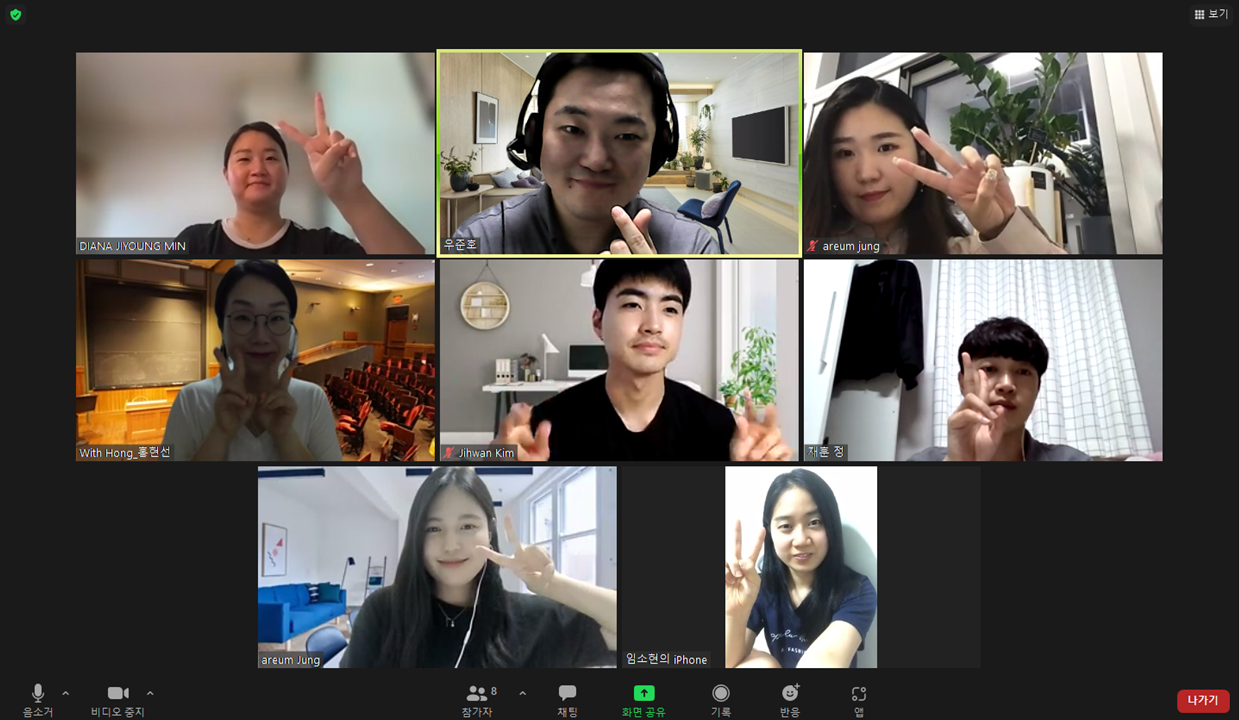 보기
DIANA JIYOUNG MIN
우준호
areum jung
With Hong_홍현선
Jihwan Kim
재훈 정
areum Jung
임소현의 iPhone
FASHI
음소거
비디오 중지
참가자
8
채팅
화면 공유
기록
반응
앱
나가기